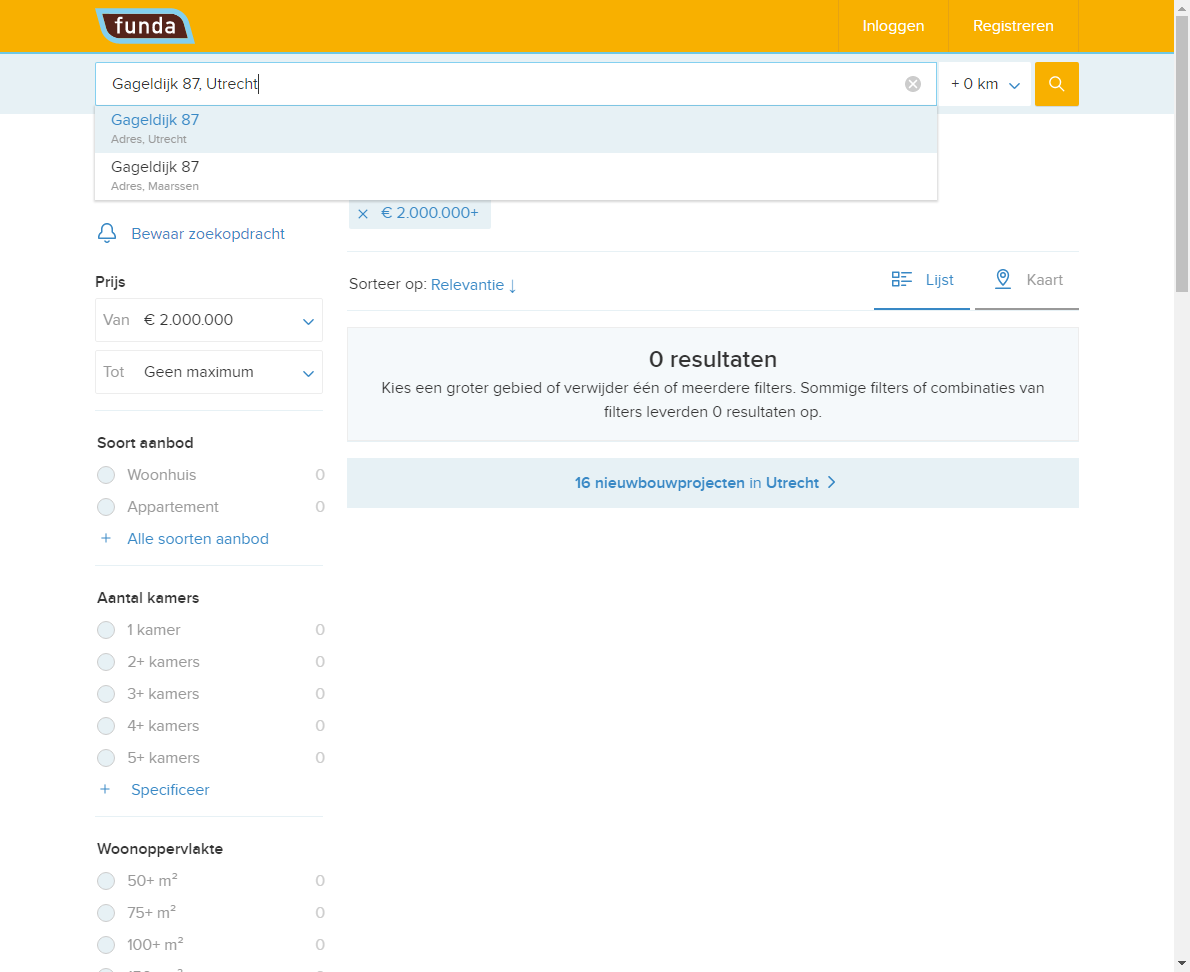 funda
Inloggen
Registreren
Gageldijk 87, Utrecht
+ 0 km
Gageldijk 87
Adres, Utrecht
Gageldijk 87
Adres, Maarssen
€ 2.000.000+
Bewaar zoekopdracht
Sorteer op: Relevantie ↓
Lijst
Kaart
Prijs
Van € 2.000.000
Tot Geen maximum
0 resultaten
Kies een groter gebied of verwijder één of meerdere filters. Sommige filters of combinaties van
filters leverden 0 resultaten op.
16 nieuwbouwprojecten in Utrecht
Soort aanbod
Woonhuis 0
Appartement 0
+ Alle soorten aanbod
Aantal kamers
1 kamer 0
2+ kamers 0
3+ kamers 0
4+ kamers 0
5+ kamers 0
+ Specificeer
Woonoppervlakte
50+ m² 0
75+ m² 0
100+ m² 0